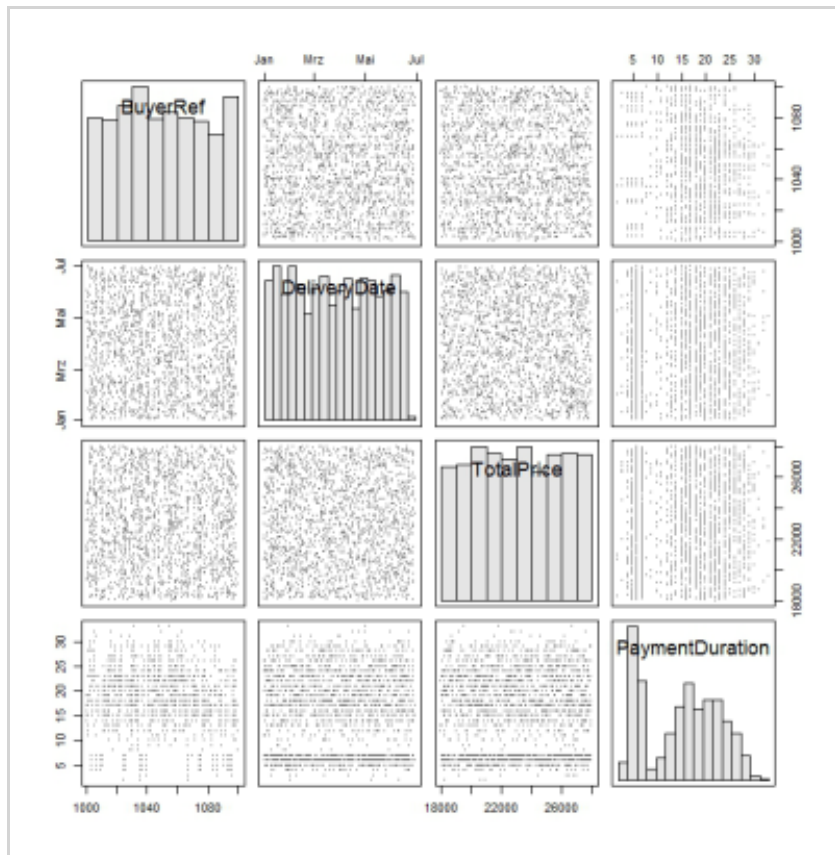 Jan Mrz Mai Jul
5 10 15 20 25 30
BuyerRef
1000 1040 1080
Jan Mrz Mai Jul
DeliveryDate
TotalPrice
18000 22000 26000
5 10 15 20 25 30
PaymentDuration
1000 1040 1080
18000 22000 26000